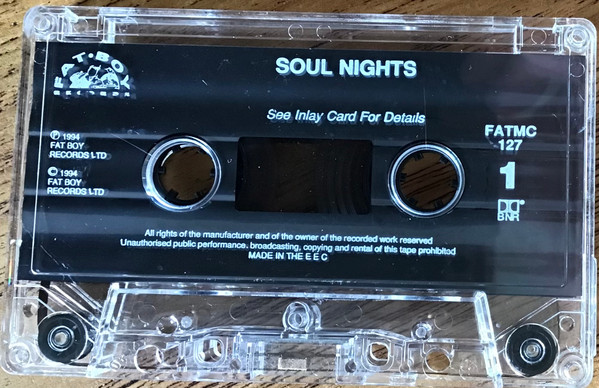 FAT·BOY
RECORDS
SOUL NIGHTS
See Inlay Card For Details
℗ 1994
FAT BOY
RECORDS LTD
© 1994
FAT BOY
RECORDS LTD
FATMC
127
1
BNR
All rights of the manufacturer and of the owner of the recorded work reserved
Unauthorised public performance, broadcasting, copying and rental of this tape prohibited
MADE IN THE E E C